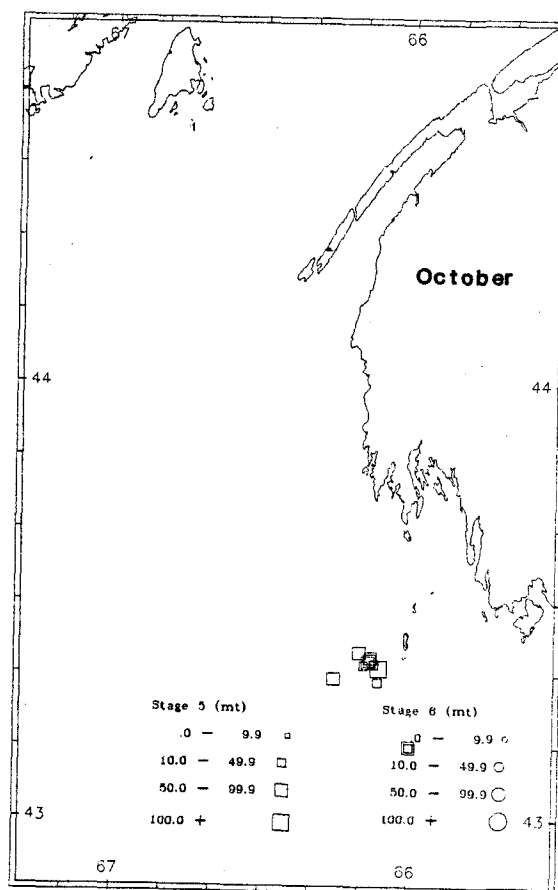 67 66
October
44 44
Stage 5 (mt) Stage 6 (mt)
.0 - 9.9 .0 - 9.9
10.0 - 49.9 10.0 - 49.9
50.0 - 99.9 50.0 - 99.9
100.0 + 100.0 +
43 43
67 66